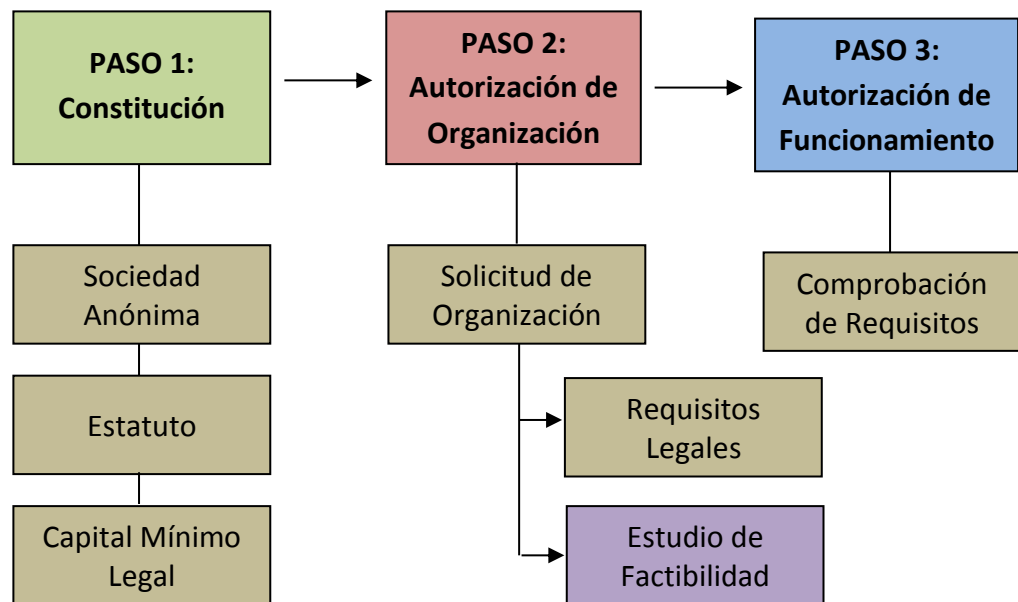 PASO 1:
Constitución
PASO 2:
Autorización de
Organización
PASO 3:
Autorización de
Funcionamiento
Sociedad
Anónima
Estatuto
Capital Mínimo
Legal
Solicitud de
Organización
Requisitos
Legales
Estudio de
Factibilidad
Comprobación
de Requisitos